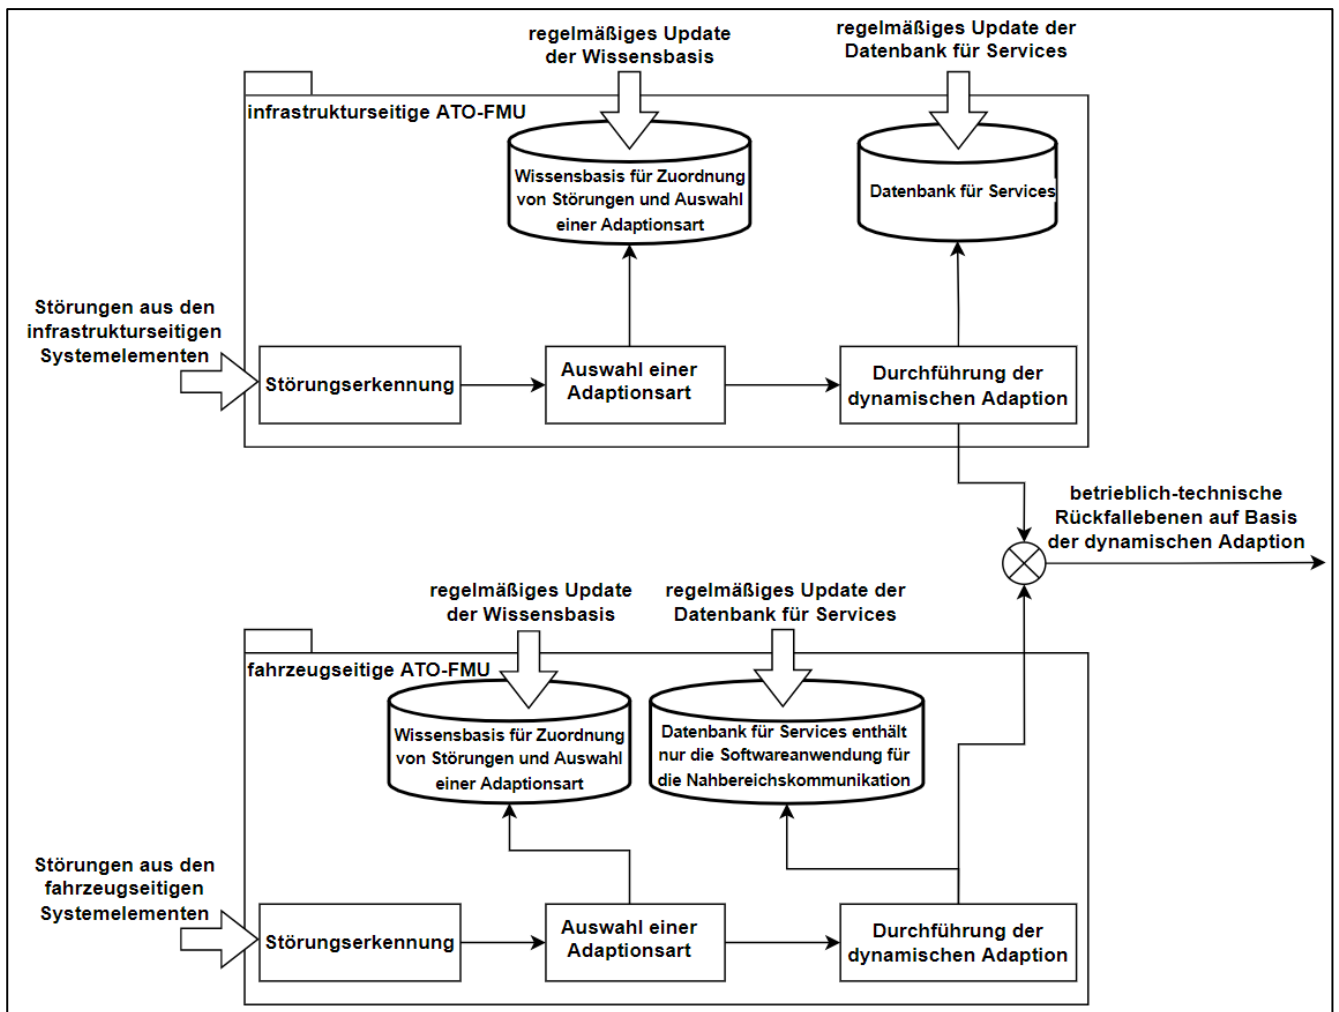 regelmäßiges Update
der Wissensbasis
regelmäßiges Update der
Datenbank für Services
infrastrukturseitige ATO-FMU
Wissensbasis für Zuordnung
von Störungen und Auswahl
einer Adaptionsart
Datenbank für Services
Störungen aus den
infrastrukturseitigen
Systemelementen
Störungserkennung
Auswahl einer
Adaptionsart
Durchführung der
dynamischen Adaption
betrieblich-technische
Rückfallebenen auf Basis
der dynamischen Adaption
regelmäßiges Update
der Wissensbasis
regelmäßiges Update der
Datenbank für Services
fahrzeugseitige ATO-FMU
Wissensbasis für Zuordnung
von Störungen und Auswahl
einer Adaptionsart
Datenbank für Services enthält
nur die Softwareanwendung für
die Nahbereichskommunikation
Störungen aus den
fahrzeugseitigen
Systemelementen
Störungserkennung
Auswahl einer
Adaptionsart
Durchführung der
dynamischen Adaption